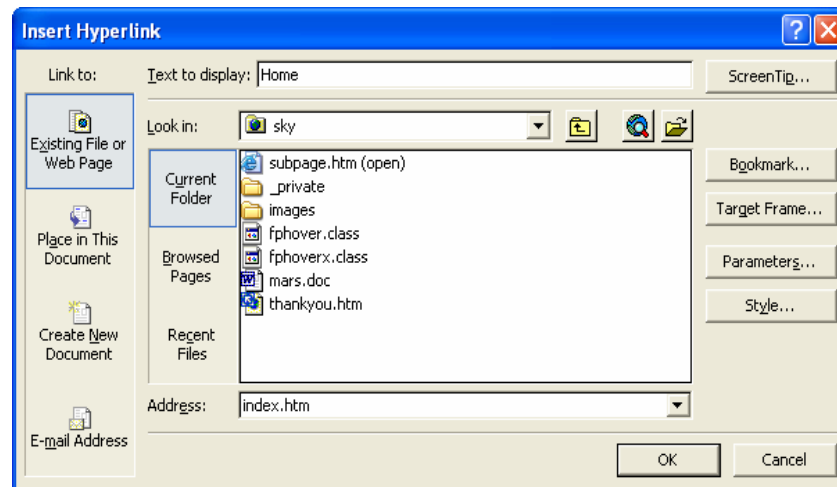 Insert Hyperlink
Link to:
Text to display: Home
ScreenTip...
Existing File or
Web Page
Look in:
sky
Current
Folder
subpage.htm (open)
_private
images
fphover.class
fphoverx.class
mars.doc
thankyou.htm
Bookmark...
Target Frame...
Place in This
Document
Browsed
Pages
Parameters...
Style...
Create New
Document
Recent
Files
Address:
index.htm
E-mail Address
OK
Cancel